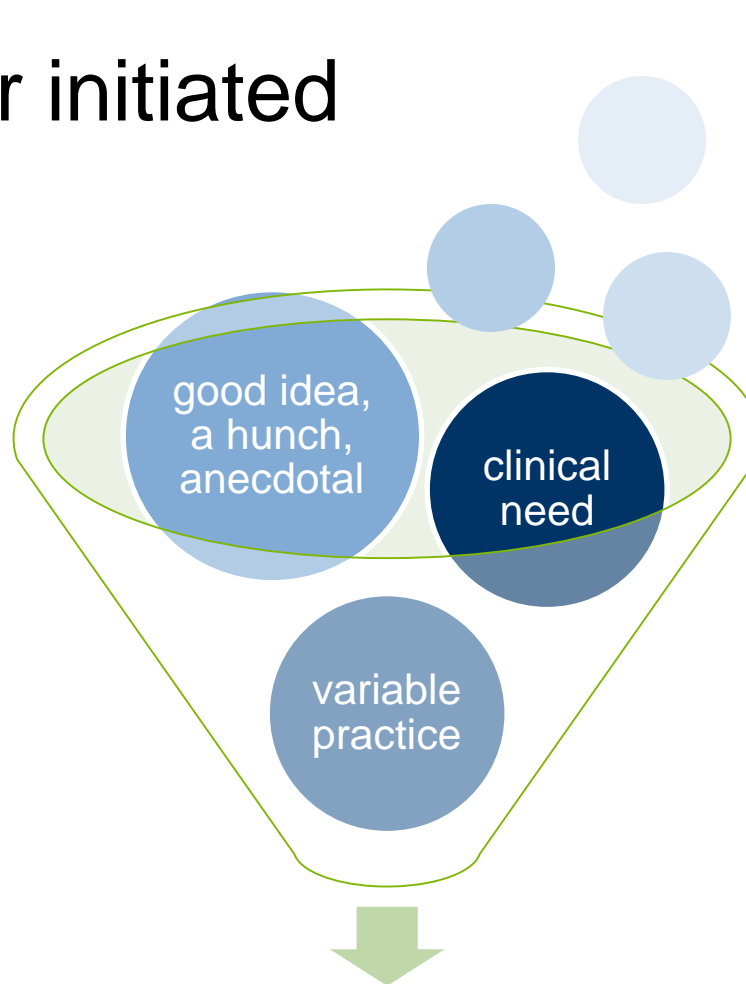 r initiated
good idea,
a hunch,
anecdotal
clinical
need
variable
practice